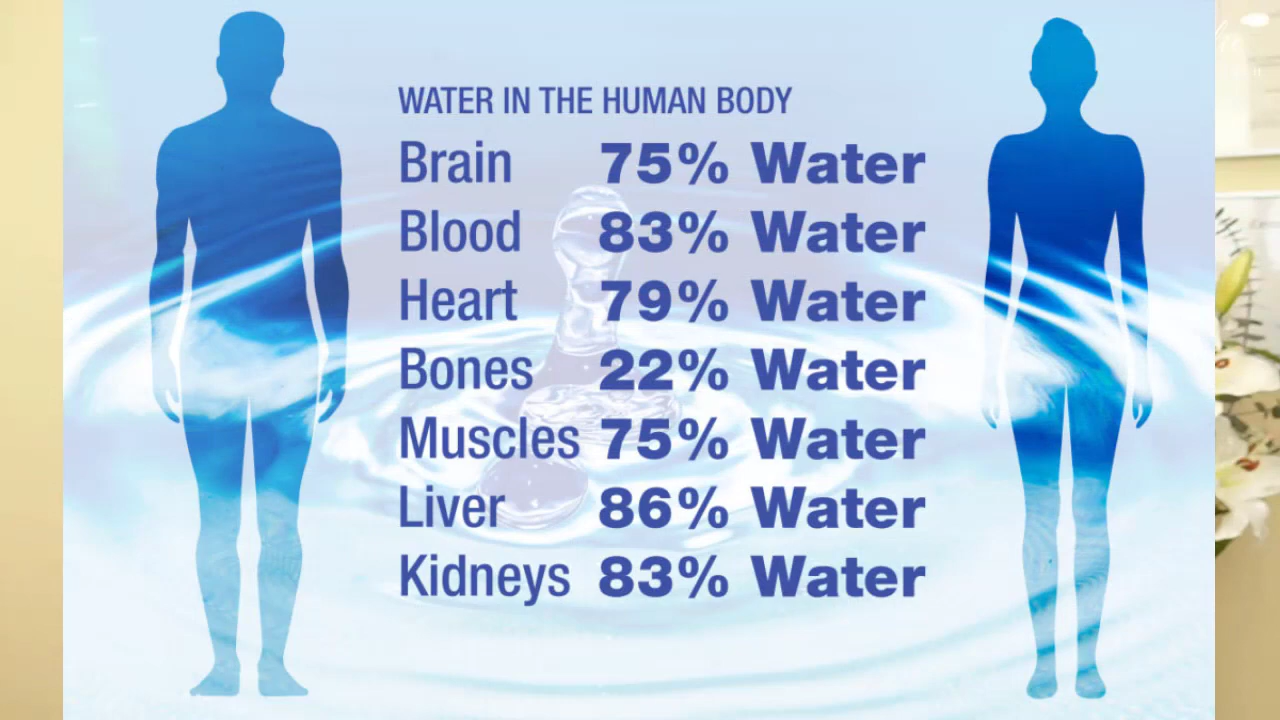 WATER IN THE HUMAN BODY
Brain 75% Water
Blood 83% Water
Heart 79% Water
Bones 22% Water
Muscles 75% Water
Liver 86% Water
Kidneys 83% Water